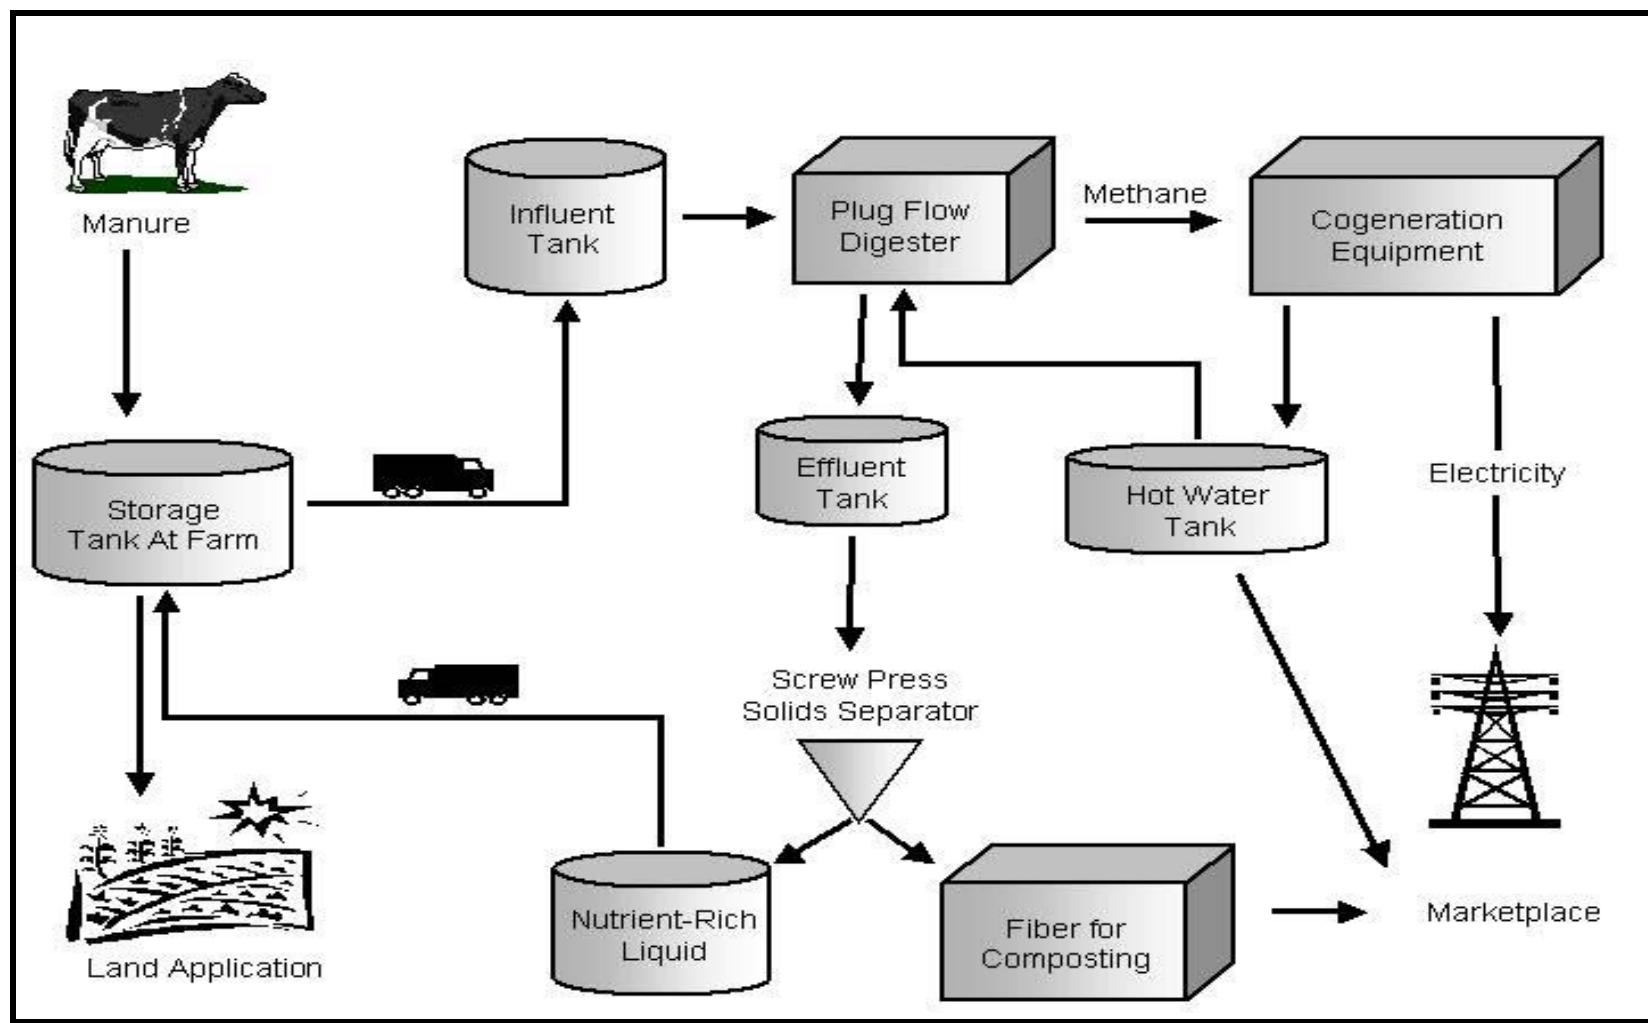 Manure
Influent
Tank
Plug Flow
Digester
Methane
Cogeneration
Equipment
Storage
Tank At Farm
Effluent
Tank
Hot Water
Tank
Electricity
Screw Press
Solids Separator
Nutrient-Rich
Liquid
Fiber for
Composting
Marketplace
Land Application